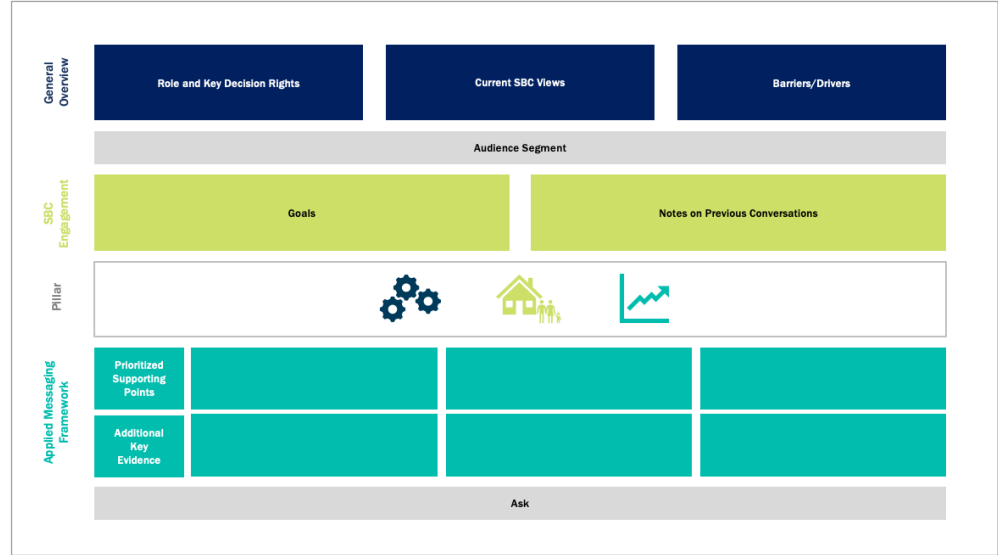 General
Overview
Role and Key Decision Rights
Current SBC Views
Barriers/Drivers
Audience Segment
SBC
Engagement
Goals
Notes on Previous Conversations
Pillar
Applied Messaging
Framework
Prioritized
Supporting
Points
Additional
Key
Evidence
Ask